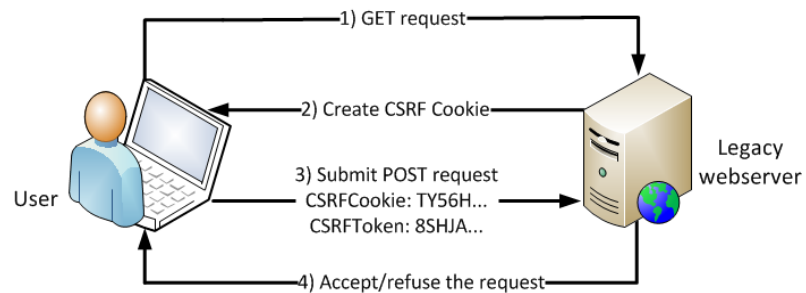 1) GET request
2) Create CSRF Cookie
3) Submit POST request
CSRFCookie: TY56H...
CSRFToken: 8SHJA...
User
Legacy
webserver
4) Accept/refuse the request